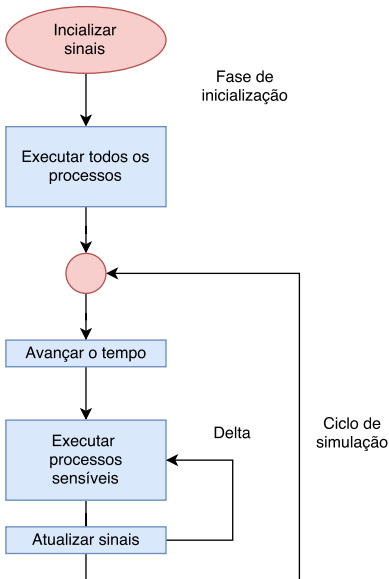 Incializar
sinais
Fase de
inicialização
Executar todos os
processos
Avançar o tempo
Executar
processos
sensíveis
Delta
Ciclo de
simulação
Atualizar sinais